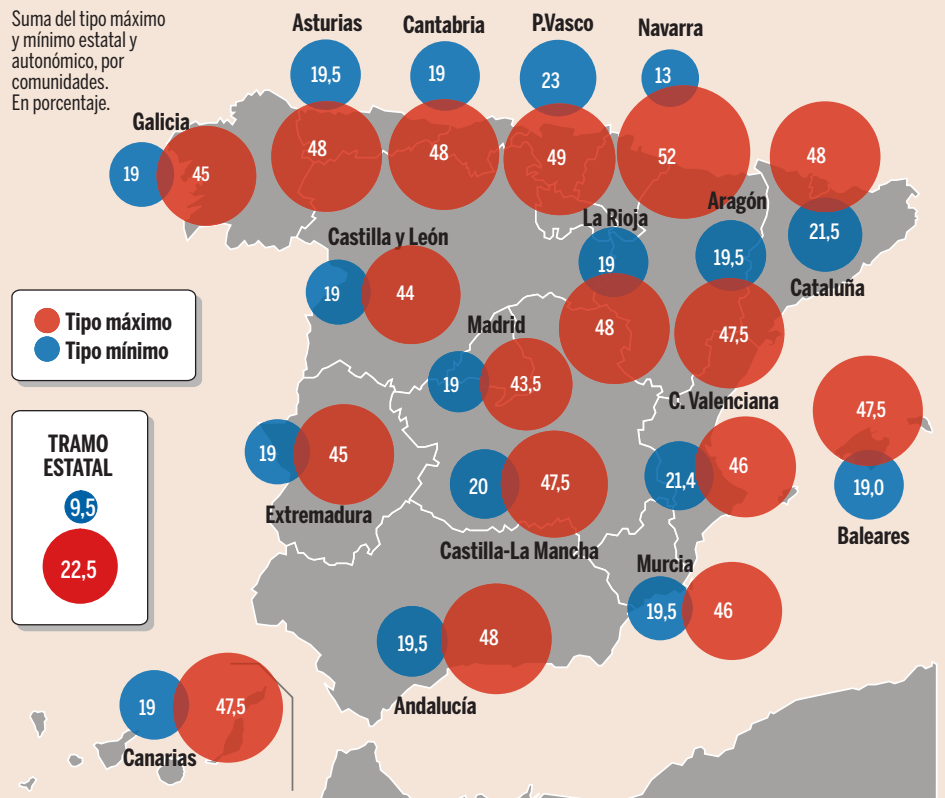 Suma del tipo máximo
y mínimo estatal y
autonómico, por
comunidades.
En porcentaje.
Asturias
19,5
48
Cantabria
19
48
P.Vasco
23
49
Navarra
13
52
Galicia
19
45
48
21,5
Cataluña
La Rioja
19
48
Aragón
19,5
47,5
Castilla y León
19
44
Tipo máximo
Tipo mínimo
Madrid
19
43,5
C. Valenciana
21,4
46
47,5
19,0
Baleares
TRAMO
ESTATAL
9,5
22,5
19
45
Extremadura
20
47,5
Castilla-La Mancha
Murcia
19,5
46
19,5
48
Andalucía
19
47,5
Canarias